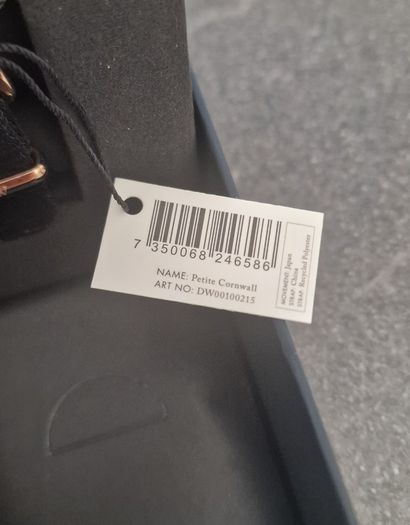 7 350068 246586
NAME: Petite Cornwall
ART NO: DW00100215
MOVEMENT: Japan
STRAP: China
STRAP: Recycled Polyester